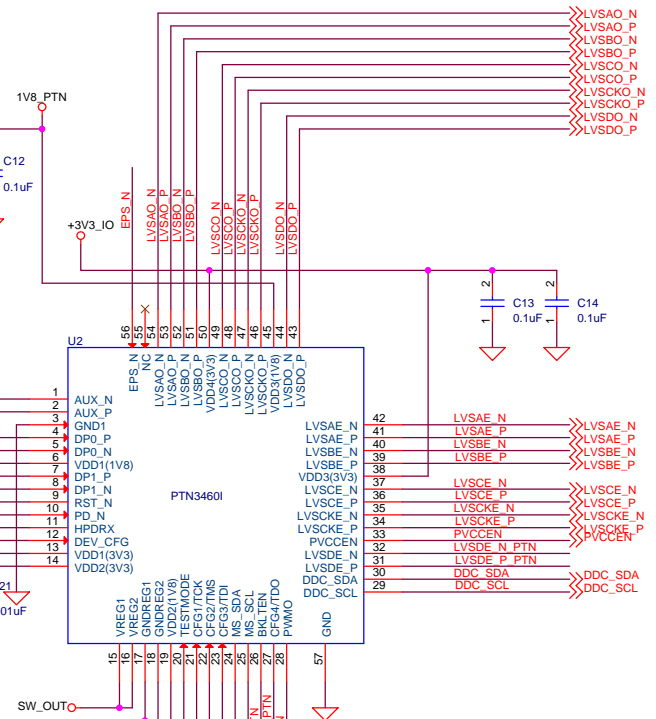 LVSAO_N
LVSAO_P
LVSBO_N
LVSBO_P
LVSCO_N
LVSCO_P
LVSCKO_N
LVSCKO_P
LVSDO_N
LVSDO_P
1V8_PTN
C12
0.1uF
+3V3_IO
EPS_N
LVSAO_N
LVSAO_P
LVSBO_N
LVSBO_P
LVSCO_N
LVSCO_P
LVSCKO_N
LVSCKO_P
LVSDO_N
LVSDO_P
2
1
C13
0.1uF
2
1
C14
0.1uF
U2
56
55
54
53
52
51
50
49
48
47
46
45
44
43
EPS_N
NC
LVSAO_N
LVSAO_P
LVSBO_N
LVSBO_P
VDD4(3V3)
LVSCO_N
LVSCO_P
LVSCKO_N
LVSCKO_P
VDD3(1V8)
LVSDO_N
LVSDO_P
1 AUX_N
2 AUX_P
3 GND1
4 DP0_P
5 DP0_N
6 VDD1(1V8)
7 DP1_P
8 DP1_N
9 RST_N
10 PD_N
11 HPDRX
12 DEV_CFG
13 VDD1(3V3)
14 VDD2(3V3)
PTN3460I
LVSAE_N 42 LVSAE_N LVSAE_N
LVSAE_P 41 LVSAE_P LVSAE_P
LVSBE_N 40 LVSBE_N LVSBE_N
LVSBE_P 39 LVSBE_P LVSBE_P
VDD3(3V3) 38
LVSCE_N 37 LVSCE_N LVSCE_N
LVSCE_P 36 LVSCE_P LVSCE_P
LVSCKE_N 35 LVSCKE_N LVSCKE_N
LVSCKE_P 34 LVSCKE_P LVSCKE_P
PVCCEN 33 PVCCEN PVCCEN
LVSDE_N 32 LVSDE_N_PTN
LVSDE_P 31 LVSDE_P_PTN
DDC_SDA 30 DDC_SDA DDC_SDA
DDC_SCL 29 DDC_SCL DDC_SCL
21
01uF
VREG1
VREG2
GNDREG1
GNDREG2
VDD2(1V8)
TESTMODE
CFG1/TCK
CFG2/TMS
CFG3/TDI
MS_SDA
MS_SCL
BKLTEN
CFG4/TDO
PWMO
GND
15
16
17
18
19
20
21
22
23
24
25
26
27
28
57
SW_OUT
N
PTN